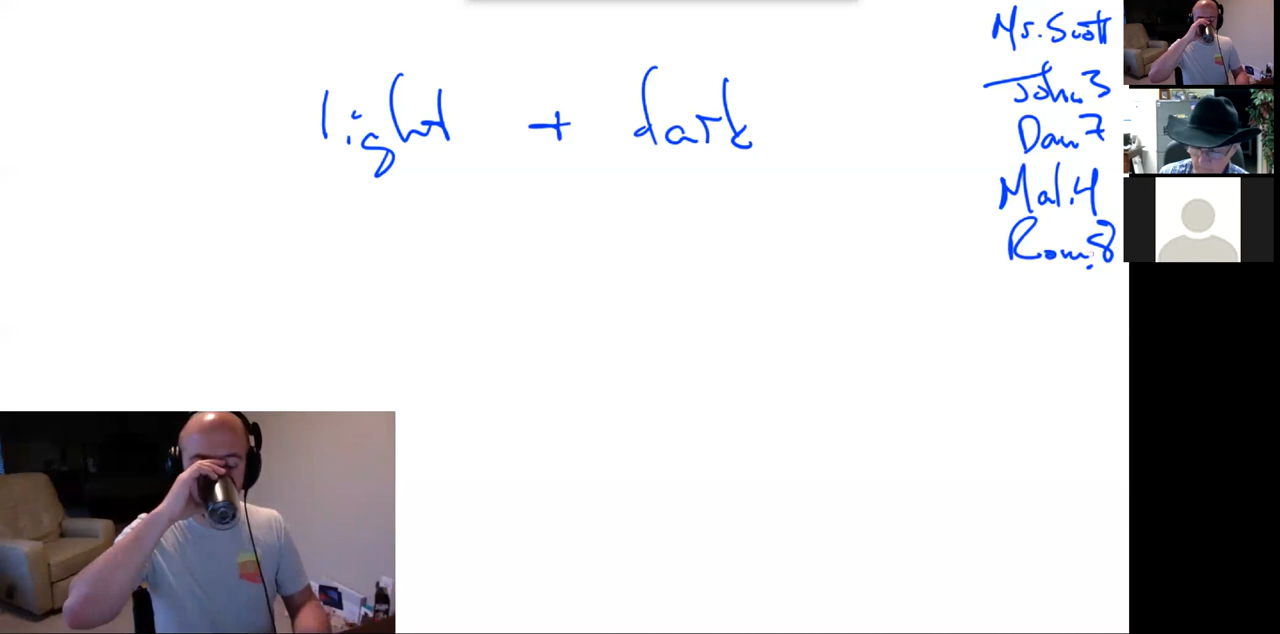 light + dark
Mr. Scott
John 3
Dan 7
Mal. 4
Rom. 8